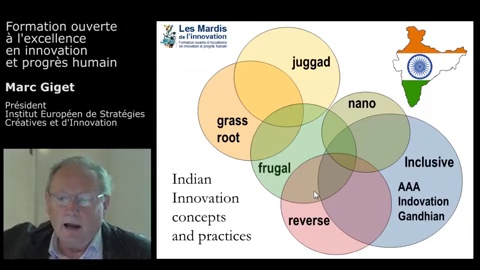 Formation ouverte
à l'excellence
en innovation
et progrès humain
Marc Giget
Président
Institut Européen de Stratégies
Créatives et d'Innovation
Les Mardis
de l'innovation
Formation ouverte à l'excellence
en innovation et progrès humain
juggad
grass
root
nano
frugal
Inclusive
AAA
Indovation
Gandhian
reverse
Indian
Innovation
concepts
and practices